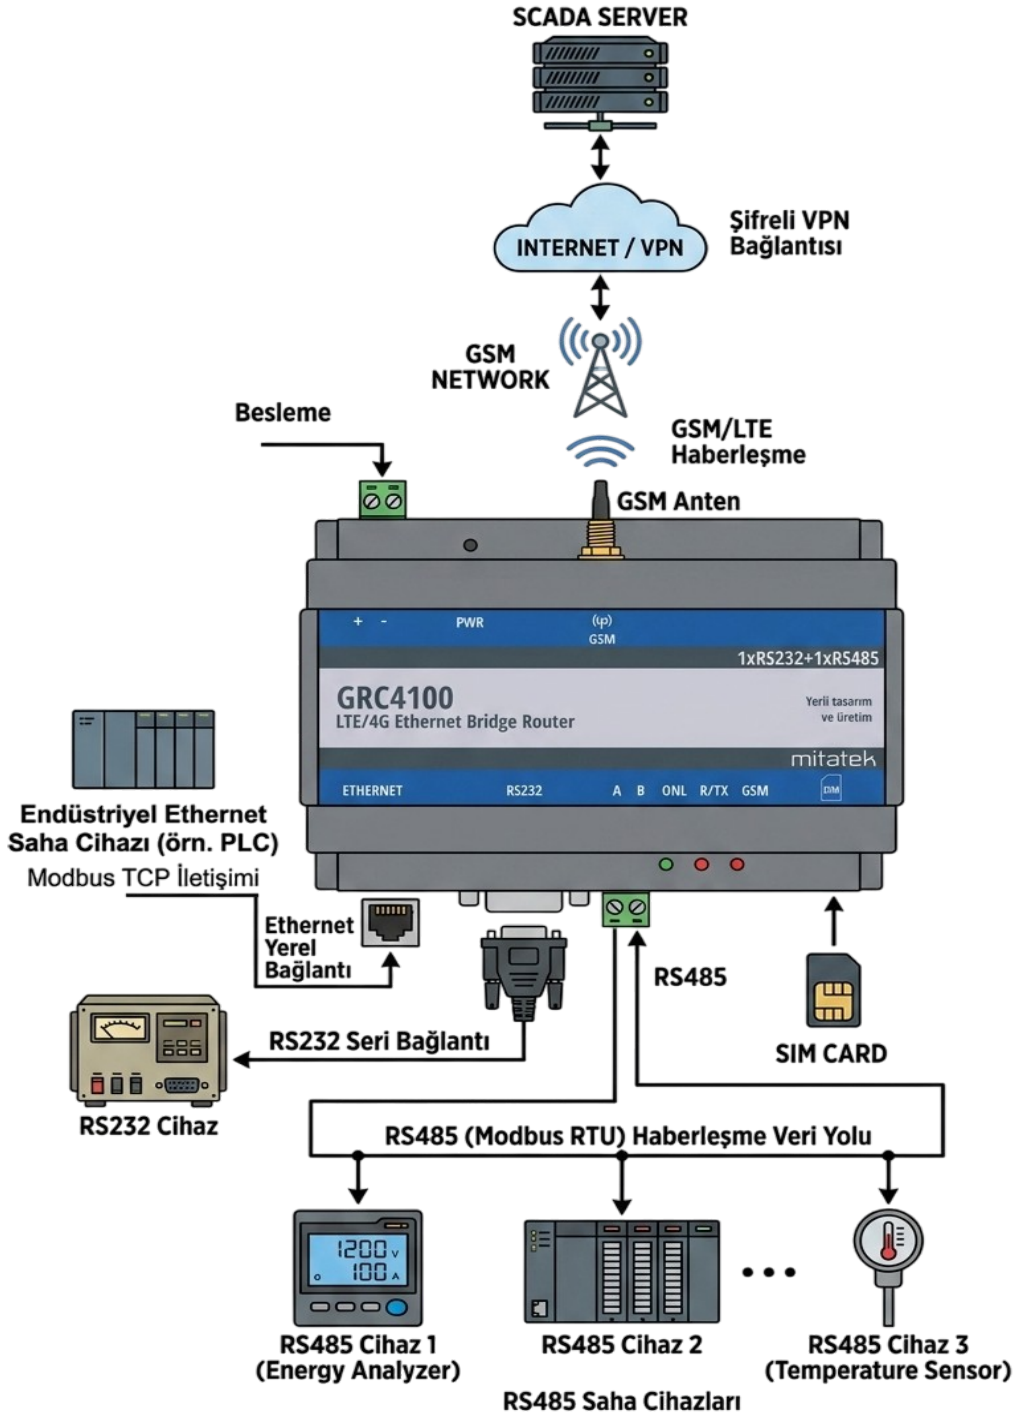 SCADA SERVER
INTERNET / VPN
Şifreli VPN
Bağlantısı
GSM
NETWORK
Besleme
GSM/LTE
Haberleşme
GSM Anten
+ - PWR (φ)
GSM
1xRS232+1xRS485
GRC4100
LTE/4G Ethernet Bridge Router
Yerli tasarım
ve üretim
mitatek
ETHERNET RS232 A B ONL R/TX GSM
Endüstriyel Ethernet
Saha Cihazı (örn. PLC)
Modbus TCP İletişimi
Ethernet
Yerel
Bağlantı
RS485
RS232 Seri Bağlantı
SIM CARD
RS232 Cihaz
RS485 (Modbus RTU) Haberleşme Veri Yolu
1200 V
100 A
RS485 Cihaz 1
(Energy Analyzer)
RS485 Cihaz 2
RS485 Cihaz 3
(Temperature Sensor)
RS485 Saha Cihazları